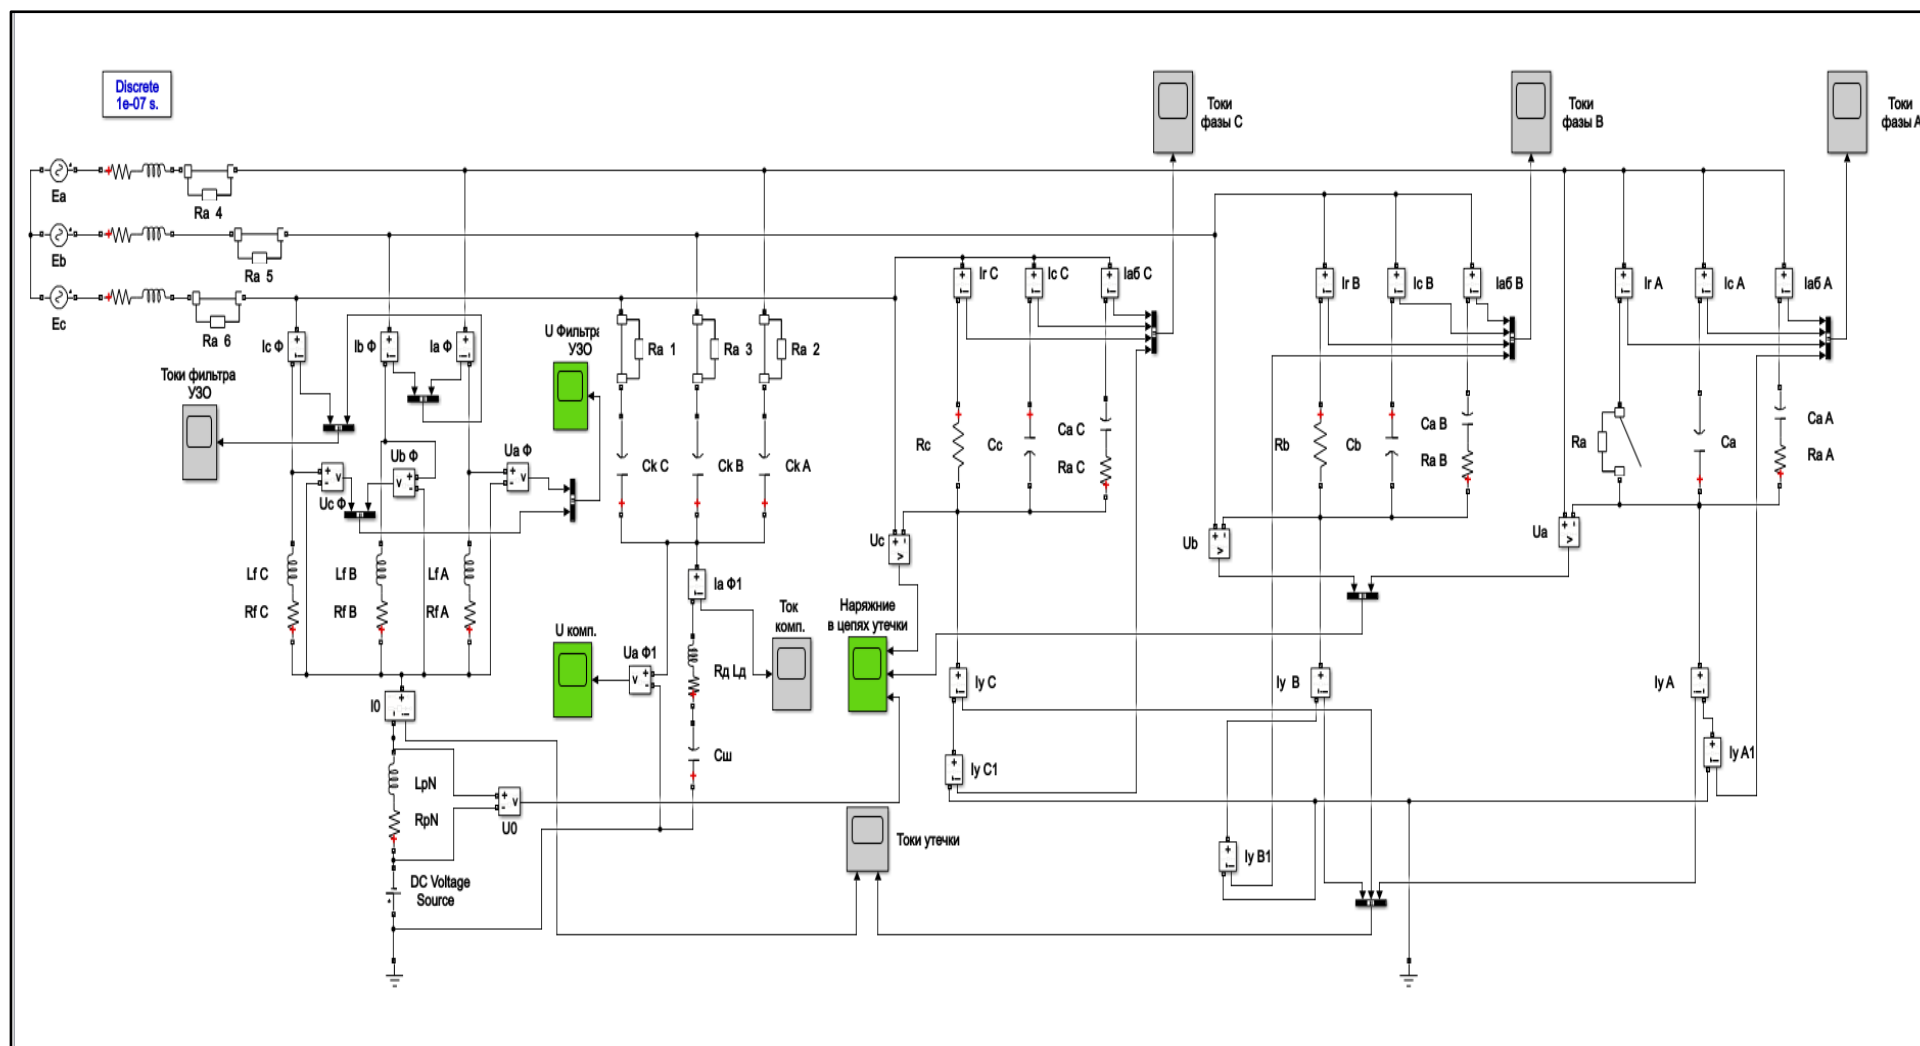 Discrete
1e-07 s.
Токи
фазы C
Токи
фазы B
Токи
фазы A
Ea
Ra 4
Eb
Ra 5
Ec
Ra 6
Ir C
Ic C
Iаб C
Ir B
Ic B
Iаб B
Ir A
Ic A
Iаб A
Ic Ф
Ib Ф
Ia Ф
U Фильтра
УЗО
Ra 1
Ra 3
Ra 2
Токи фильтра
УЗО
Ub Ф
Ua Ф
Uc Ф
Ck C
Ck B
Ck A
Rc
Cc
Ca C
Ra C
Rb
Cb
Ca B
Ra B
Ra
Ca
Ca A
Ra A
Uc
Ub
Ua
Lf C
Lf B
Lf A
Rf C
Rf B
Rf A
Ia Ф1
Ток
комп.
Наряжние
в цепях утечки
U комп.
Ua Ф1
Rд Lд
Iy C
Iy B
Iy A
I0
Cш
Iy C1
Iy A1
LpN
RpN
U0
Токи утечки
Iy B1
DC Voltage
Source